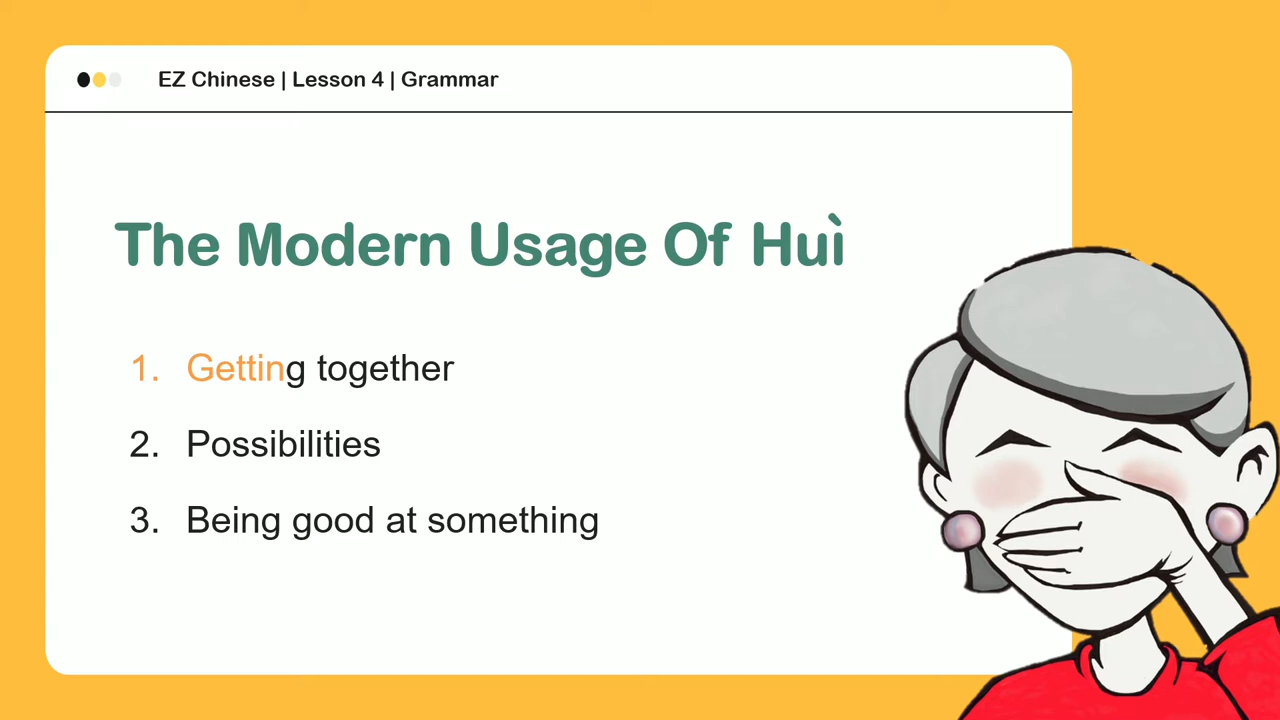 EZ Chinese | Lesson 4 | Grammar
The Modern Usage Of Huì
1. Getting together
2. Possibilities
3. Being good at something